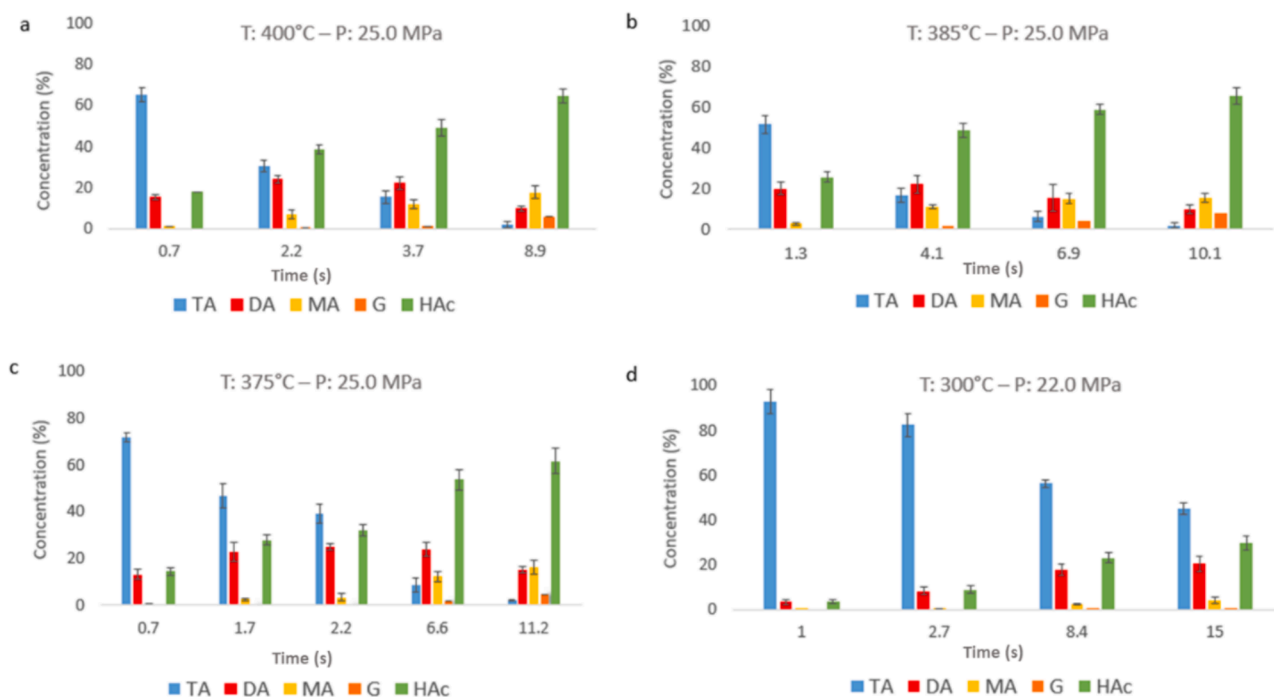 a
T: 400°C – P: 25.0 MPa
Concentration (%)
100
80
60
40
20
0
0.7 2.2 3.7 8.9
Time (s)
TA DA MA G HAc
b
T: 385°C – P: 25.0 MPa
Concentration (%)
100
80
60
40
20
0
1.3 4.1 6.9 10.1
Time (s)
TA DA MA G HAc
c
T: 375°C – P: 25.0 MPa
Concentration (%)
100
80
60
40
20
0
0.7 1.7 2.2 6.6 11.2
Time (s)
TA DA MA G HAc
d
T: 300°C – P: 22.0 MPa
Concentration (%)
100
80
60
40
20
0
1 2.7 8.4 15
Time (s)
TA DA MA G HAc